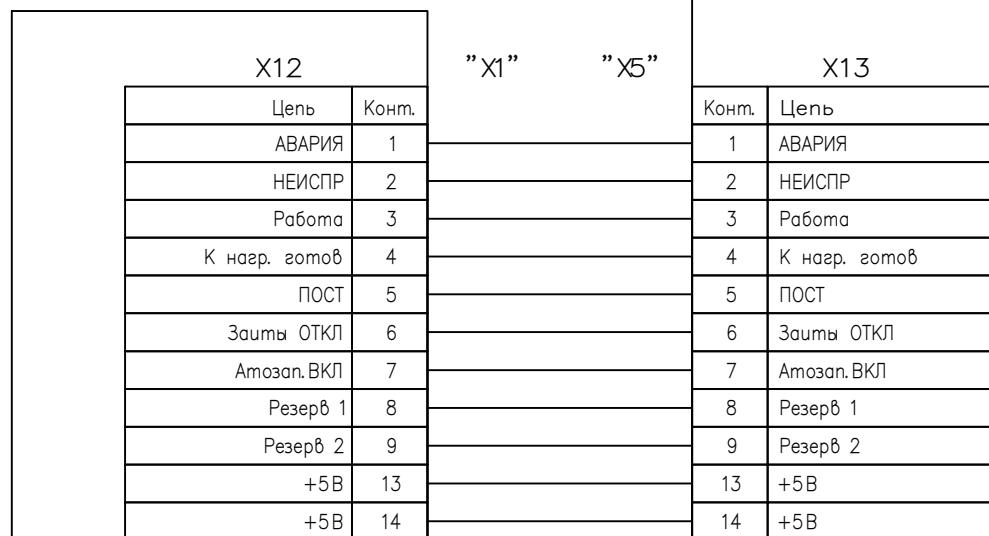 X12 "X1" "X5" X13
Цепь Конт. Конт. Цепь
АВАРИЯ 1 1 АВАРИЯ
НЕИСПР 2 2 НЕИСПР
Работа 3 3 Работа
К нагр. готов 4 4 К нагр. готов
ПОСТ 5 5 ПОСТ
Заиты ОТКЛ 6 6 Заиты ОТКЛ
Атозап.ВКЛ 7 7 Атозап.ВКЛ
Резерв 1 8 8 Резерв 1
Резерв 2 9 9 Резерв 2
+5В 13 13 +5В
+5В 14 14 +5В